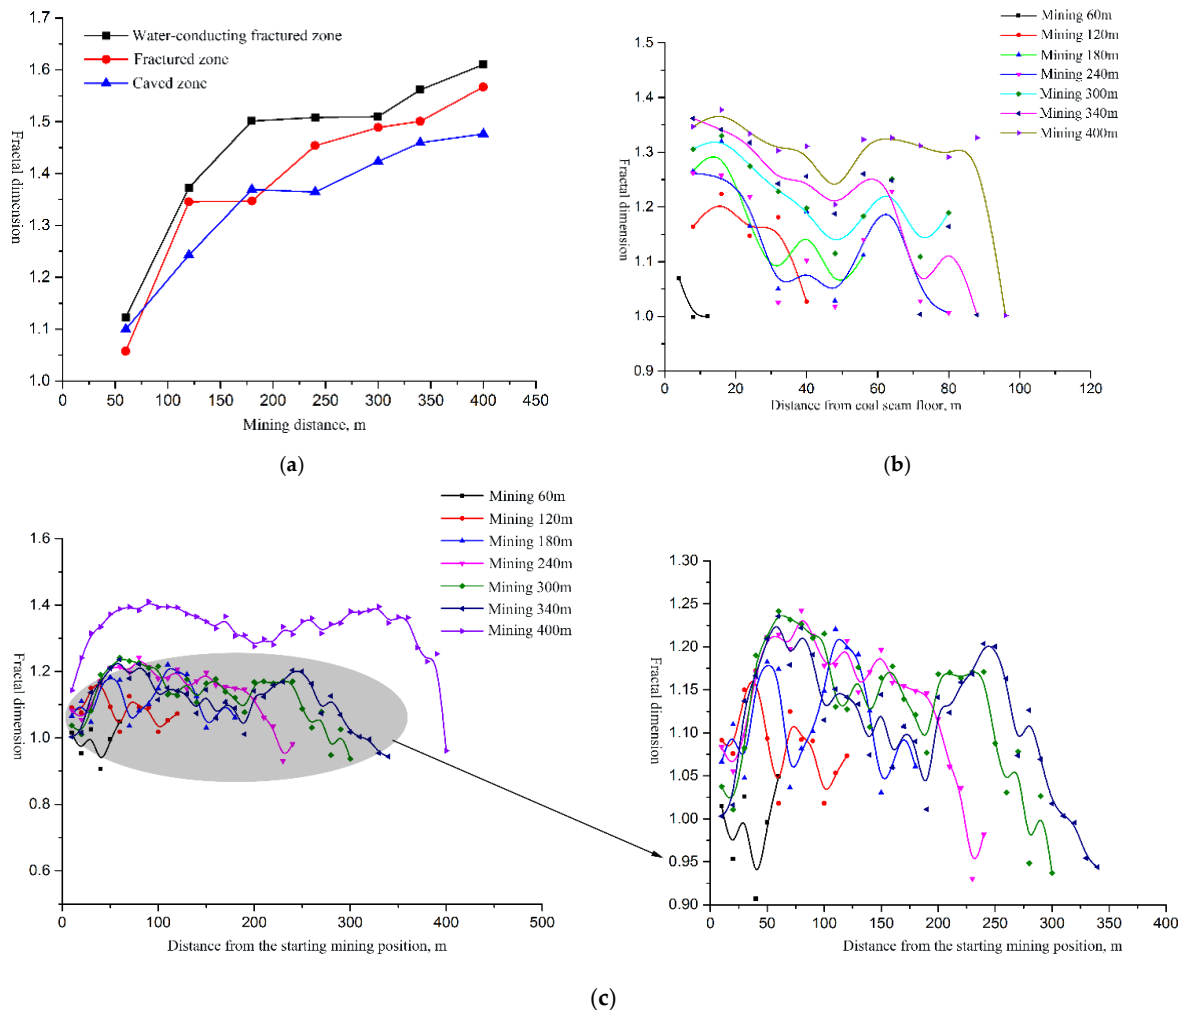 1.7
1.6
1.5
1.4
1.3
1.2
1.1
1.0
Fractal dimension
Water-conducting fractured zone
Fractured zone
Caved zone
0 50 100 150 200 250 300 350 400 450
Mining distance, m
(a)
Mining 60m
Mining 120m
Mining 180m
Mining 240m
Mining 300m
Mining 340m
Mining 400m
1.5
1.4
1.3
1.2
1.1
1.0
0.9
Fractal dimension
0 20 40 60 80 100 120
Distance from coal seam floor, m
(b)
Mining 60m
Mining 120m
Mining 180m
Mining 240m
Mining 300m
Mining 340m
Mining 400m
1.6
1.4
1.2
1.0
0.8
0.6
Fractal dimension
0 100 200 300 400 500
Distance from the starting mining position, m
1.30
1.25
1.20
1.15
1.10
1.05
1.00
0.95
0.90
Fractal dimension
0 50 100 150 200 250 300 350 400
Distance from the starting mining position, m
(c)